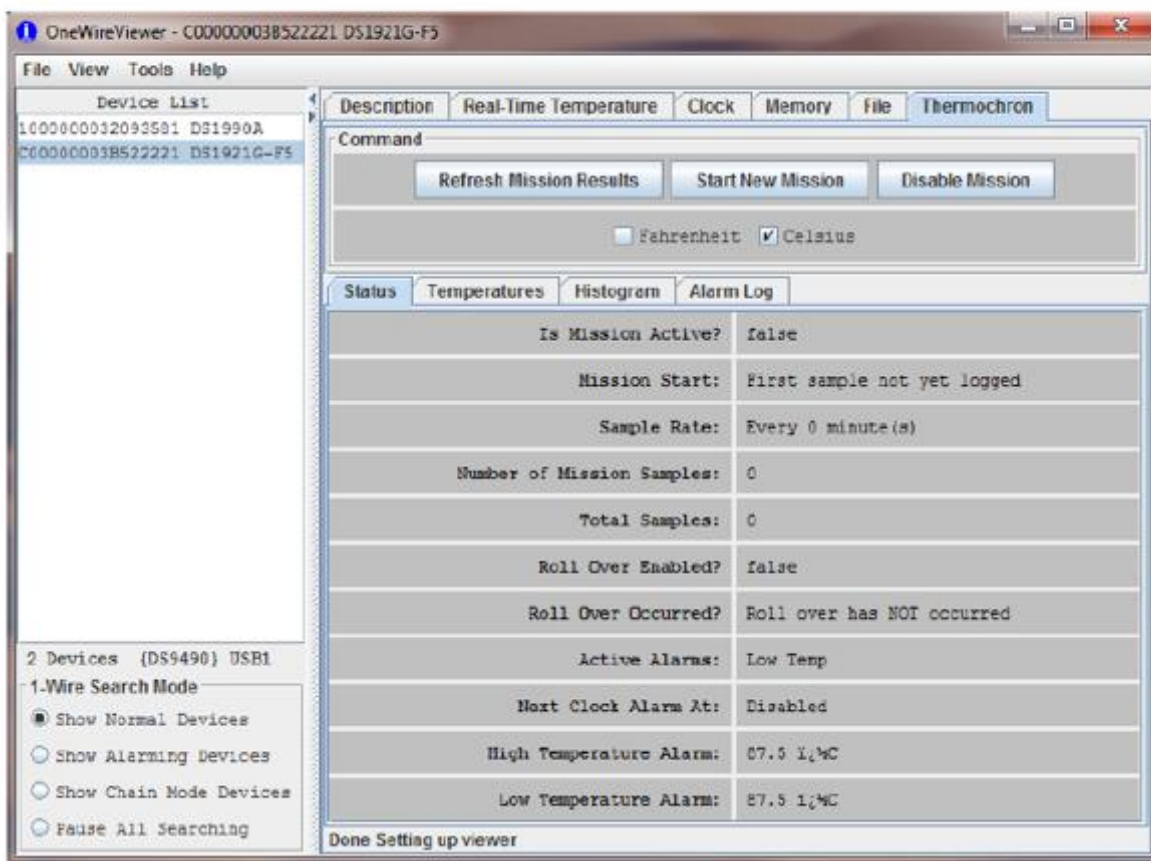 OneWireViewer - C00000003B522221 DS1921G-F5
File View Tools Help
Device List
1000000032093581 DS1990A
C00000003B522221 DS1921G-F5
Description Real-Time Temperature Clock Memory File Thermochron
Command
Refresh Mission Results Start New Mission Disable Mission
Fahrenheit Celsius
Status Temperatures Histogram Alarm Log
Is Mission Active? false
Mission Start: First sample not yet logged
Sample Rate: Every 0 minute(s)
Number of Mission Samples: 0
Total Samples: 0
Roll Over Enabled? false
Roll Over Occurred? Roll over has NOT occurred
Active Alarms: Low Temp
Next Clock Alarm At: Disabled
High Temperature Alarm: 87.5 ï¿½C
Low Temperature Alarm: 87.5 ï¿½C
2 Devices {DS9490} USB1
1-Wire Search Mode
Show Normal Devices
Show Alarming Devices
Show Chain Mode Devices
Pause All Searching
Done Setting up viewer